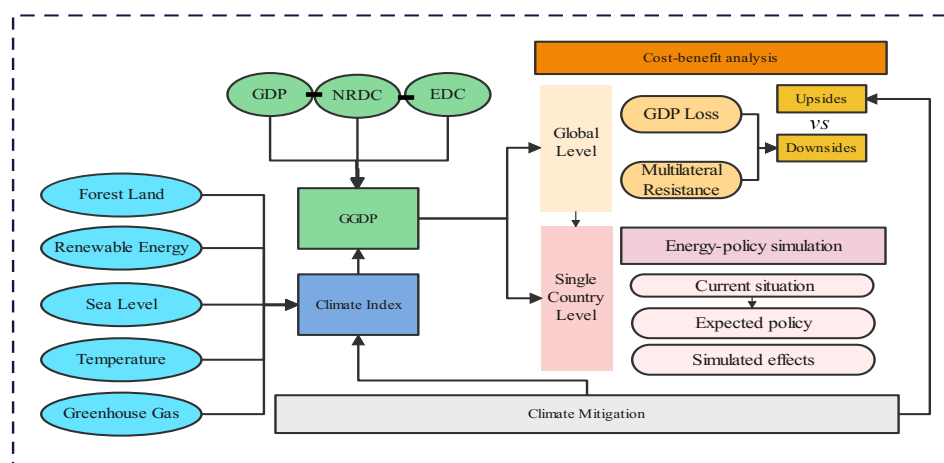 Cost-benefit analysis
GDP
NRDC
EDC
Global
Level
GDP Loss
Multilateral
Resistance
Upsides
vs
Downsides
Forest Land
Renewable Energy
Sea Level
Temperature
Greenhouse Gas
GGDP
Climate Index
Single
Country
Level
Energy-policy simulation
Current situation
Expected policy
Simulated effects
Climate Mitigation